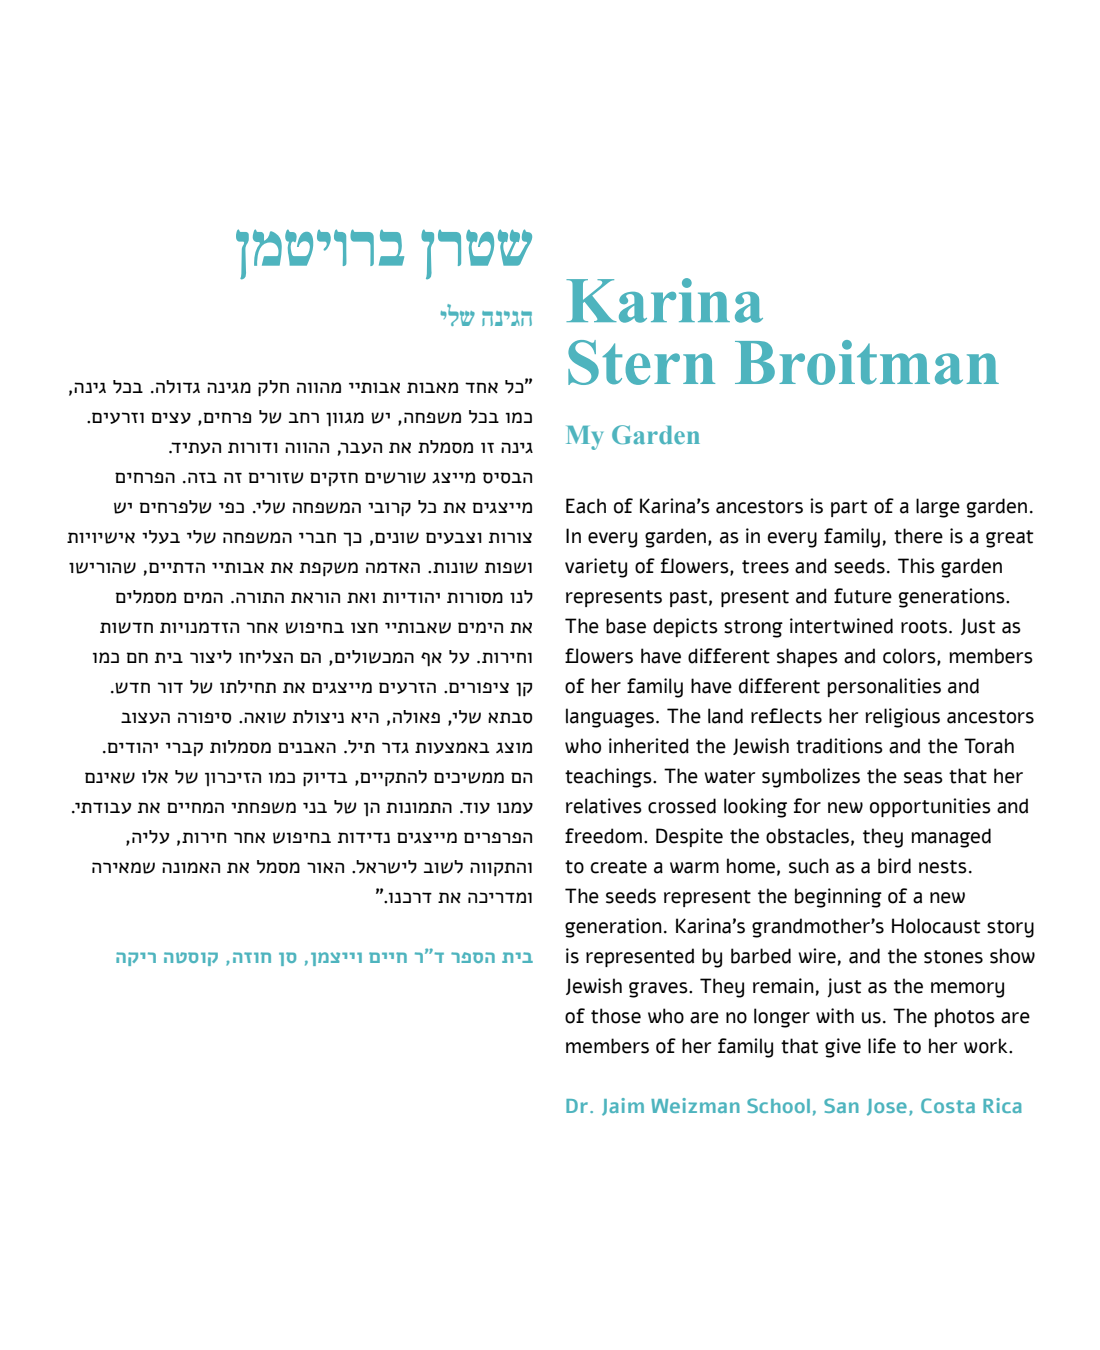 שטרן ברויטמן
הגינה שלי
"כל אחד מאבות אבותיי מהווה חלק מגינה גדולה. בכל גינה,
כמו בכל משפחה, יש מגוון רחב של פרחים, עצים וזרעים.
גינה זו מסמלת את העבר, ההווה ודורות העתיד.
הבסיס מייצג שורשים חזקים שזורים זה בזה. הפרחים
מייצגים את כל קרובי המשפחה שלי. כפי שלפרחים יש
צורות וצבעים שונים, כך חברי המשפחה שלי בעלי אישיויות
ושפות שונות. האדמה משקפת את אבותיי הדתיים, שהורישו
לנו מסורות יהודיות ואת הוראת התורה. המים מסמלים
את הימים שאבותיי חצו בחיפוש אחר הזדמנויות חדשות
וחירות. על אף המכשולים, הם הצליחו ליצור בית חם כמו
קן ציפורים. הזרעים מייצגים את תחילתו של דור חדש.
סבתא שלי, פאולה, היא ניצולת שואה. סיפורה העצוב
מוצג באמצעות גדר תיל. האבנים מסמלות קברי יהודים.
הם ממשיכים להתקיים, בדיוק כמו הזיכרון של אלו שאינם
עמנו עוד. התמונות הן של בני משפחתי המחיים את עבודתי.
הפרפרים מייצגים נדידות בחיפוש אחר חירות, עליה,
והתקווה לשוב לישראל. האור מסמל את האמונה שמאירה
ומדריכה את דרכנו."
בית הספר ד"ר חיים וייצמן, סן חוזה, קוסטה ריקה
Karina
Stern Broitman
My Garden
Each of Karina's ancestors is part of a large garden.
In every garden, as in every family, there is a great
variety of flowers, trees and seeds. This garden
represents past, present and future generations.
The base depicts strong intertwined roots. Just as
flowers have different shapes and colors, members
of her family have different personalities and
languages. The land reflects her religious ancestors
who inherited the Jewish traditions and the Torah
teachings. The water symbolizes the seas that her
relatives crossed looking for new opportunities and
freedom. Despite the obstacles, they managed
to create a warm home, such as a bird nests.
The seeds represent the beginning of a new
generation. Karina's grandmother's Holocaust story
is represented by barbed wire, and the stones show
Jewish graves. They remain, just as the memory
of those who are no longer with us. The photos are
members of her family that give life to her work.
Dr. Jaim Weizman School, San Jose, Costa Rica